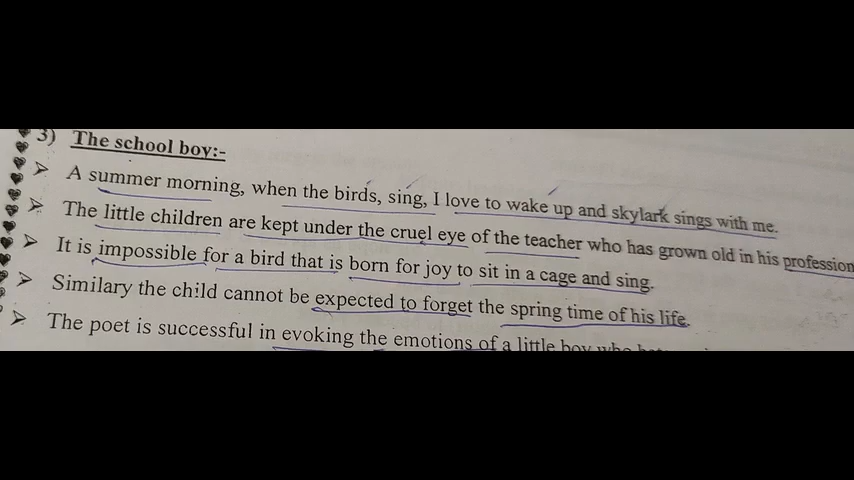 3) The school boy:-
➤ A summer morning, when the birds, sing, I love to wake up and skylark sings with me.
➤ The little children are kept under the cruel eye of the teacher who has grown old in his profession
➤ It is impossible for a bird that is born for joy to sit in a cage and sing.
➤ Similary the child cannot be expected to forget the spring time of his life.
➤ The poet is successful in evoking the emotions of a little boy who